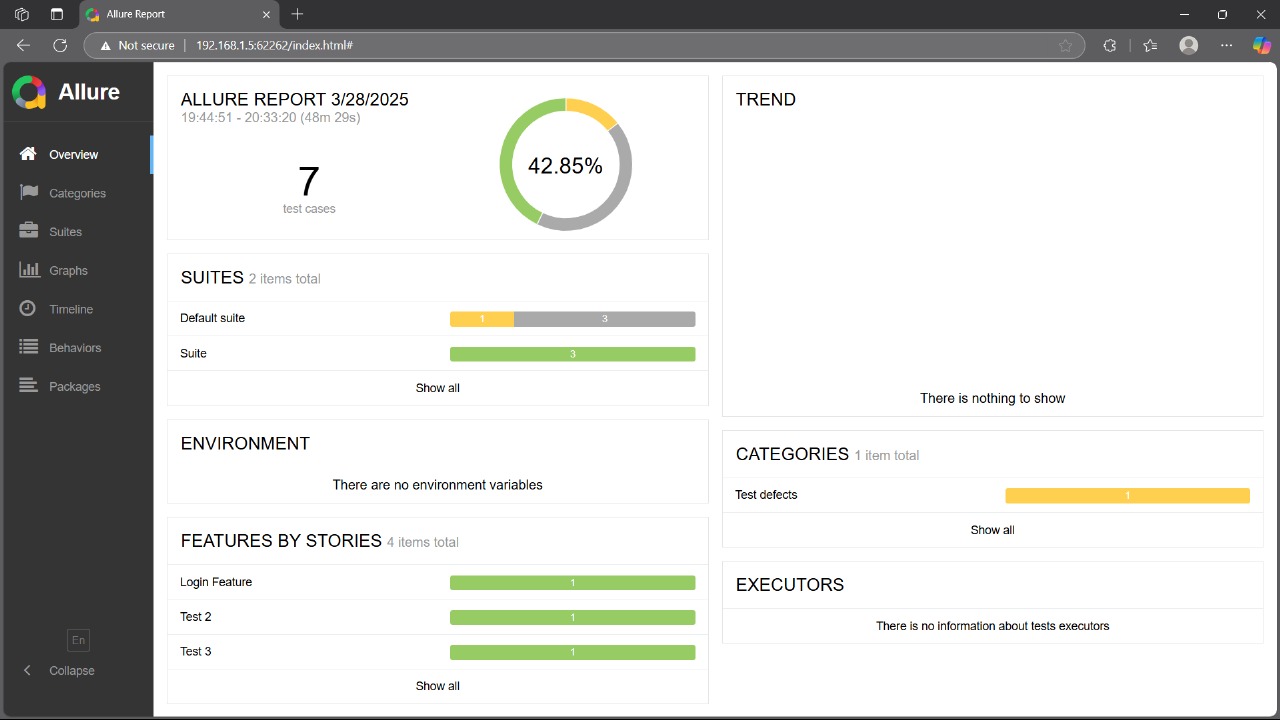 Allure Report
Not secure
192.168.1.5:62262/index.html#
Allure
Overview
Categories
Suites
Graphs
Timeline
Behaviors
Packages
En
Collapse
ALLURE REPORT 3/28/2025
19:44:51 - 20:33:20 (48m 29s)
7
test cases
42.85%
SUITES 2 items total
Default suite 1 3
Suite 3
Show all
ENVIRONMENT
There are no environment variables
FEATURES BY STORIES 4 items total
Login Feature 1
Test 2 1
Test 3 1
Show all
TREND
There is nothing to show
CATEGORIES 1 item total
Test defects 1
Show all
EXECUTORS
There is no information about tests executors